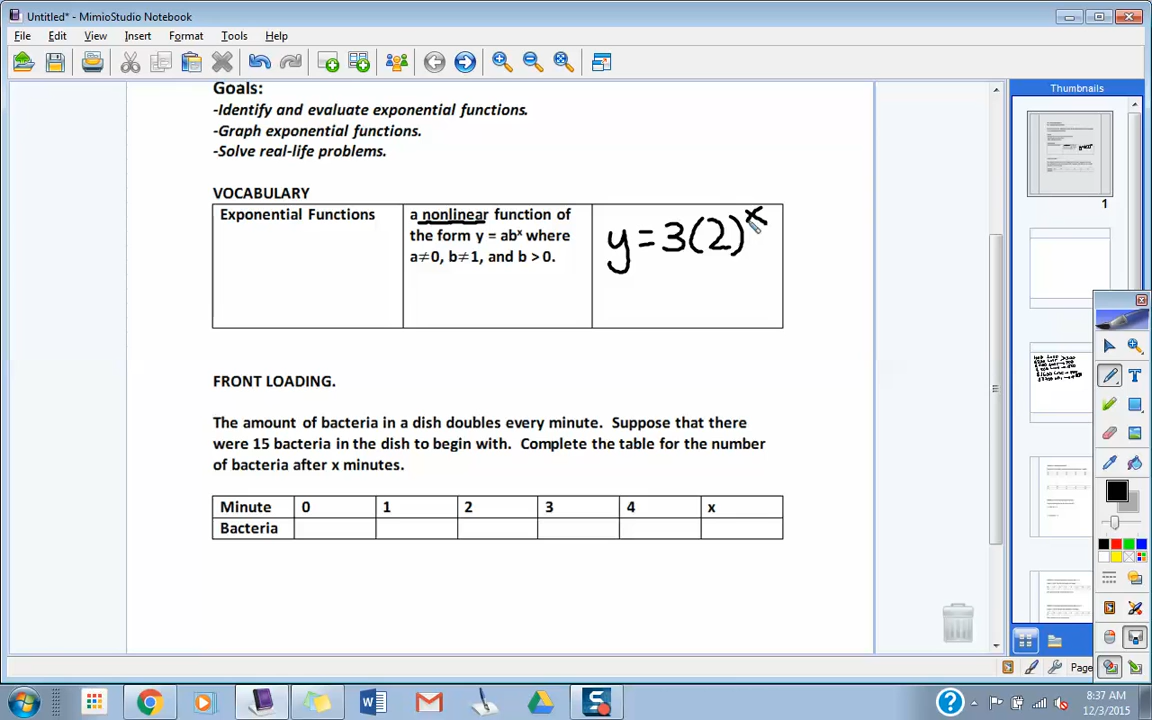 Untitled* - MimioStudio Notebook
File Edit View Insert Format Tools Help
Goals:
-Identify and evaluate exponential functions.
-Graph exponential functions.
-Solve real-life problems.
VOCABULARY
Exponential Functions
a nonlinear function of
the form y = abˣ where
a≠0, b≠1, and b > 0.
y = 3(2)ˣ
FRONT LOADING.
The amount of bacteria in a dish doubles every minute. Suppose that there
were 15 bacteria in the dish to begin with. Complete the table for the number
of bacteria after x minutes.
Minute 0 1 2 3 4 x
Bacteria
Thumbnails
1
Page
8:37 AM
12/3/2015